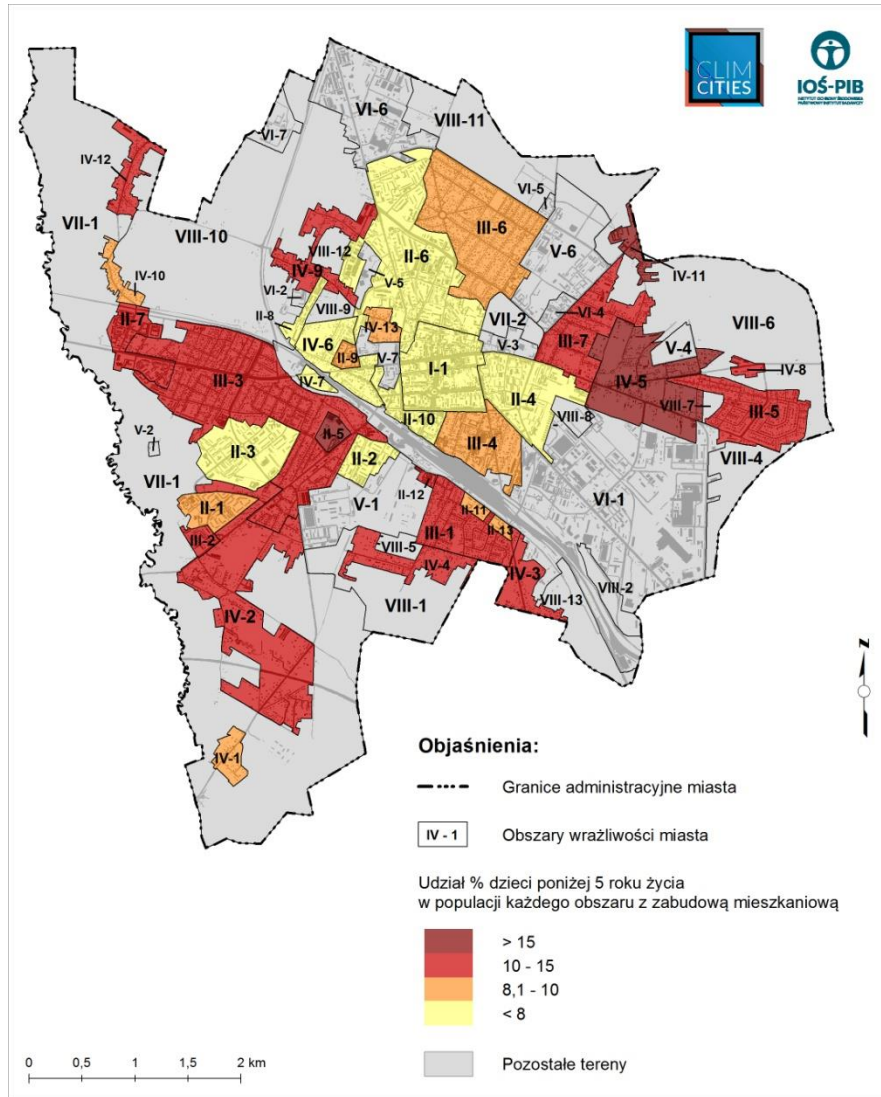 CLIM
CITIES
IOŚ-PIB
INSTYTUT OCHRONY ŚRODOWISKA
PAŃSTWOWY INSTYTUT BADAWCZY
VI-6
VIII-11
VI-7
IV-12
VI-5
VII-1
VIII-10
III-6
V-6
VIII-12
II-6
IV-11
IV-9
V-5
IV-10
VI-2
VIII-9
VI-4
VIII-6
II-8
IV-13
VII-2
II-7
IV-6
V-3
III-7
V-4
II-9
V-7
I-1
IV-8
III-3
IV-7
IV-5
II-4
VIII-7
III-5
II-10
VIII-8
V-2
II-5
II-3
III-4
VIII-4
II-2
VII-1
II-12
VI-1
V-1
II-1
II-11
III-1
II-13
III-2
VIII-5
IV-4
IV-3
VIII-2
VIII-1
VIII-13
IV-2
Z
IV-1
Objaśnienia:
Granice administracyjne miasta
IV - 1
Obszary wrażliwości miasta
Udział % dzieci poniżej 5 roku życia
w populacji każdego obszaru z zabudową mieszkaniową
> 15
10 - 15
8,1 - 10
< 8
Pozostałe tereny
0 0,5 1 2 km